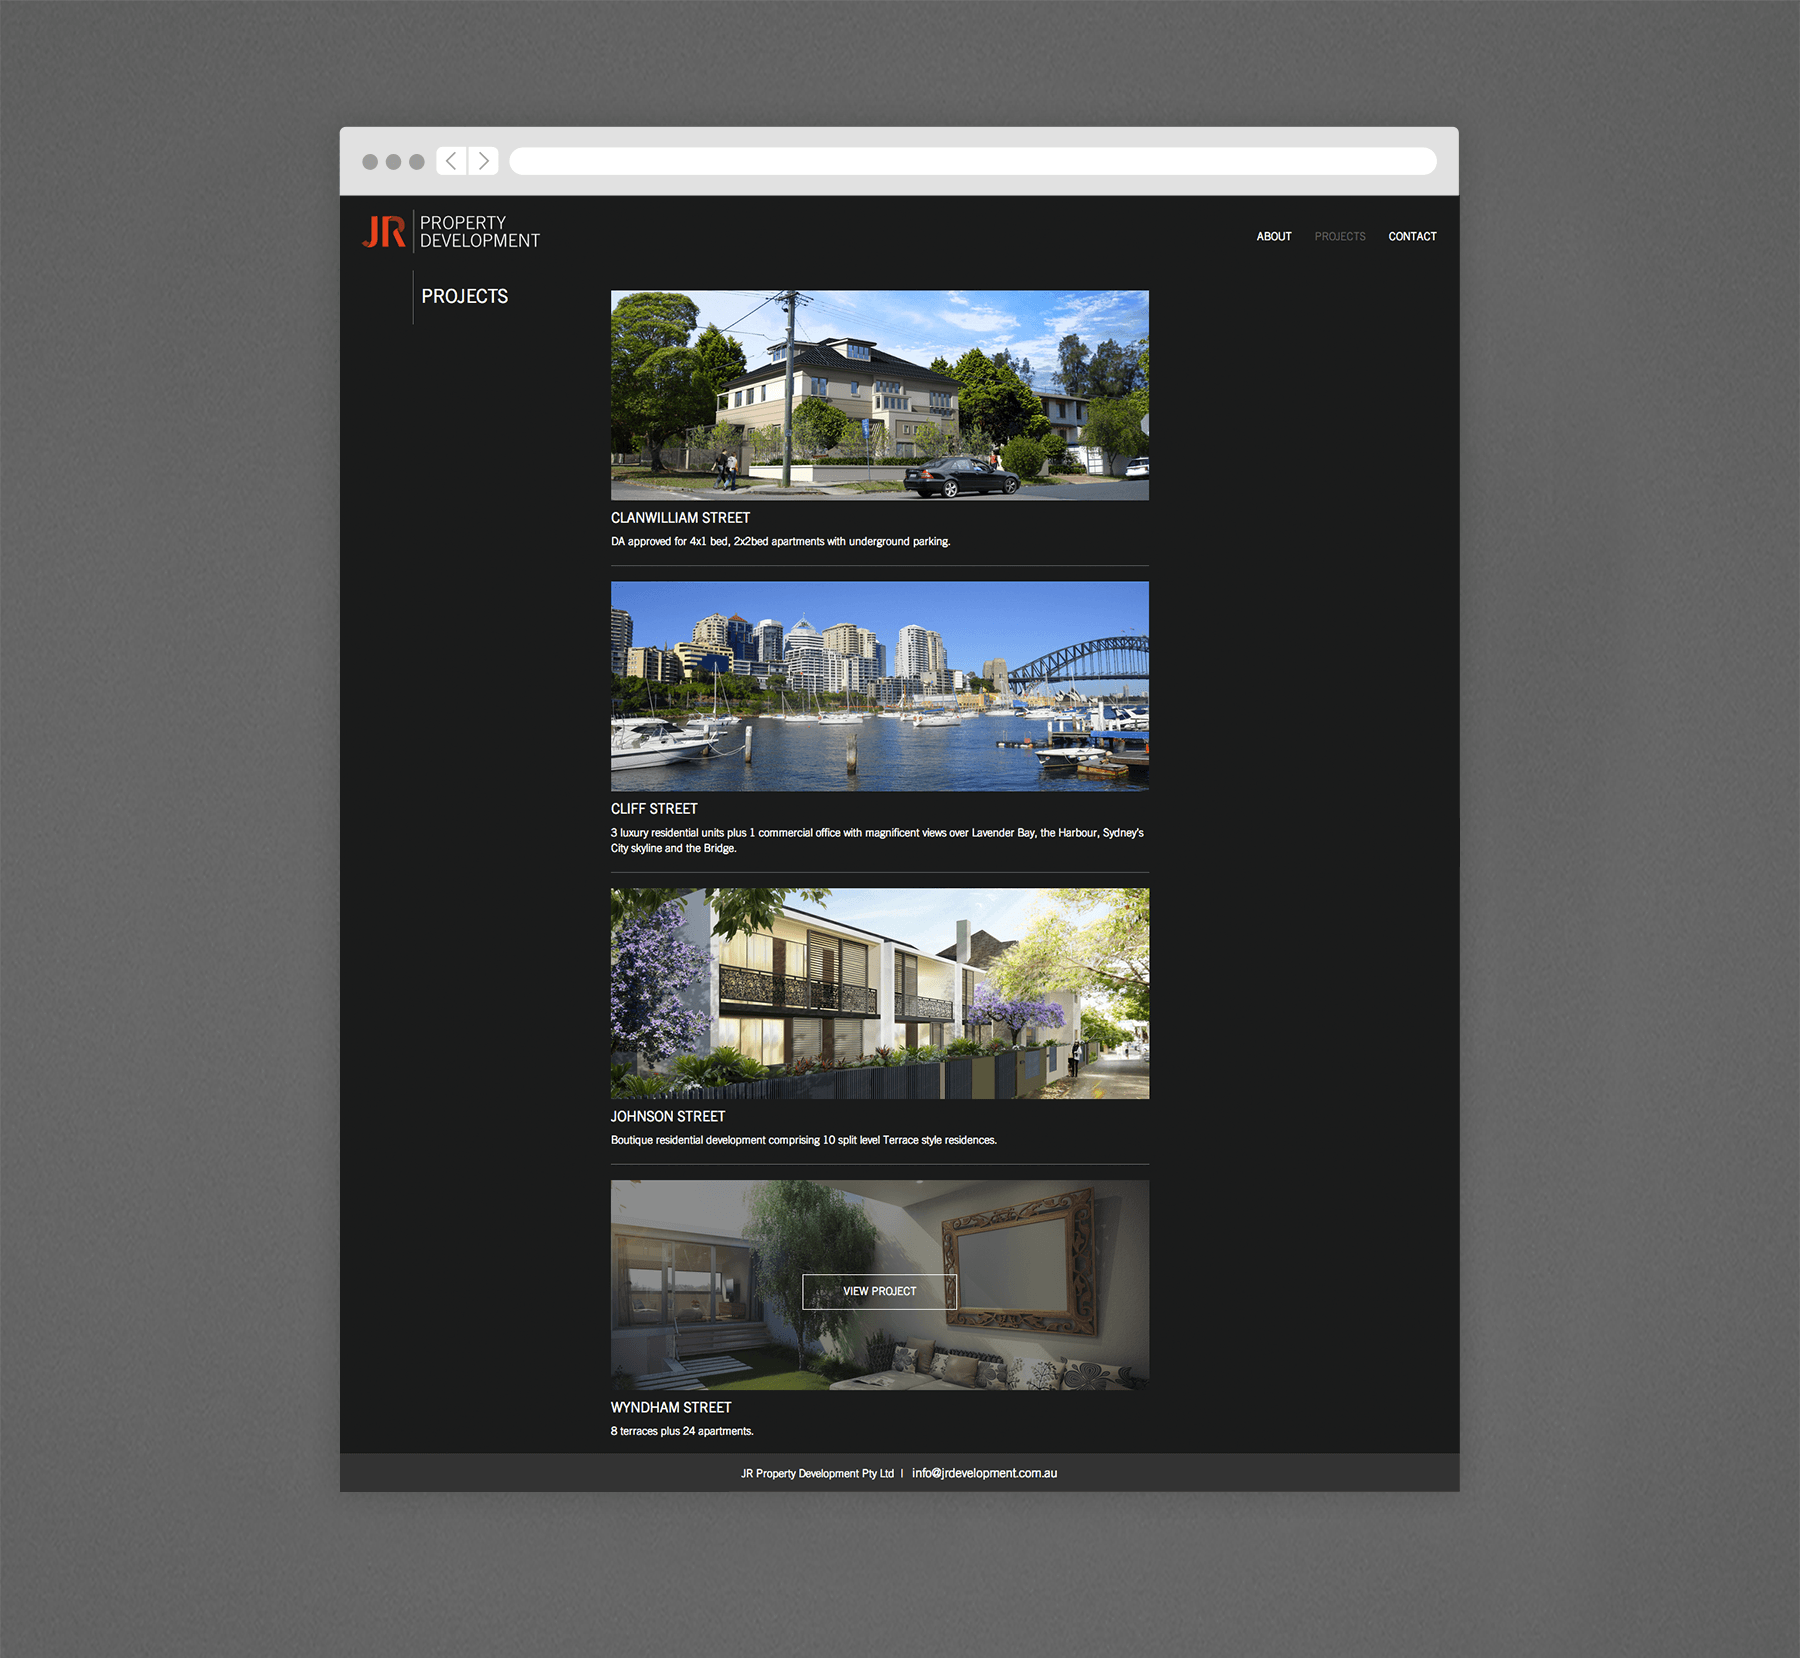 JR PROPERTY
DEVELOPMENT
ABOUT PROJECTS CONTACT
PROJECTS
CLANWILLIAM STREET
DA approved for 4x1 bed, 2x2bed apartments with underground parking.
CLIFF STREET
3 luxury residential units plus 1 commercial office with magnificent views over Lavender Bay, the Harbour, Sydney's
City skyline and the Bridge.
JOHNSON STREET
Boutique residential development comprising 10 split level Terrace style residences.
VIEW PROJECT
WYNDHAM STREET
8 terraces plus 24 apartments.
JR Property Development Pty Ltd | info@jrdevelopment.com.au